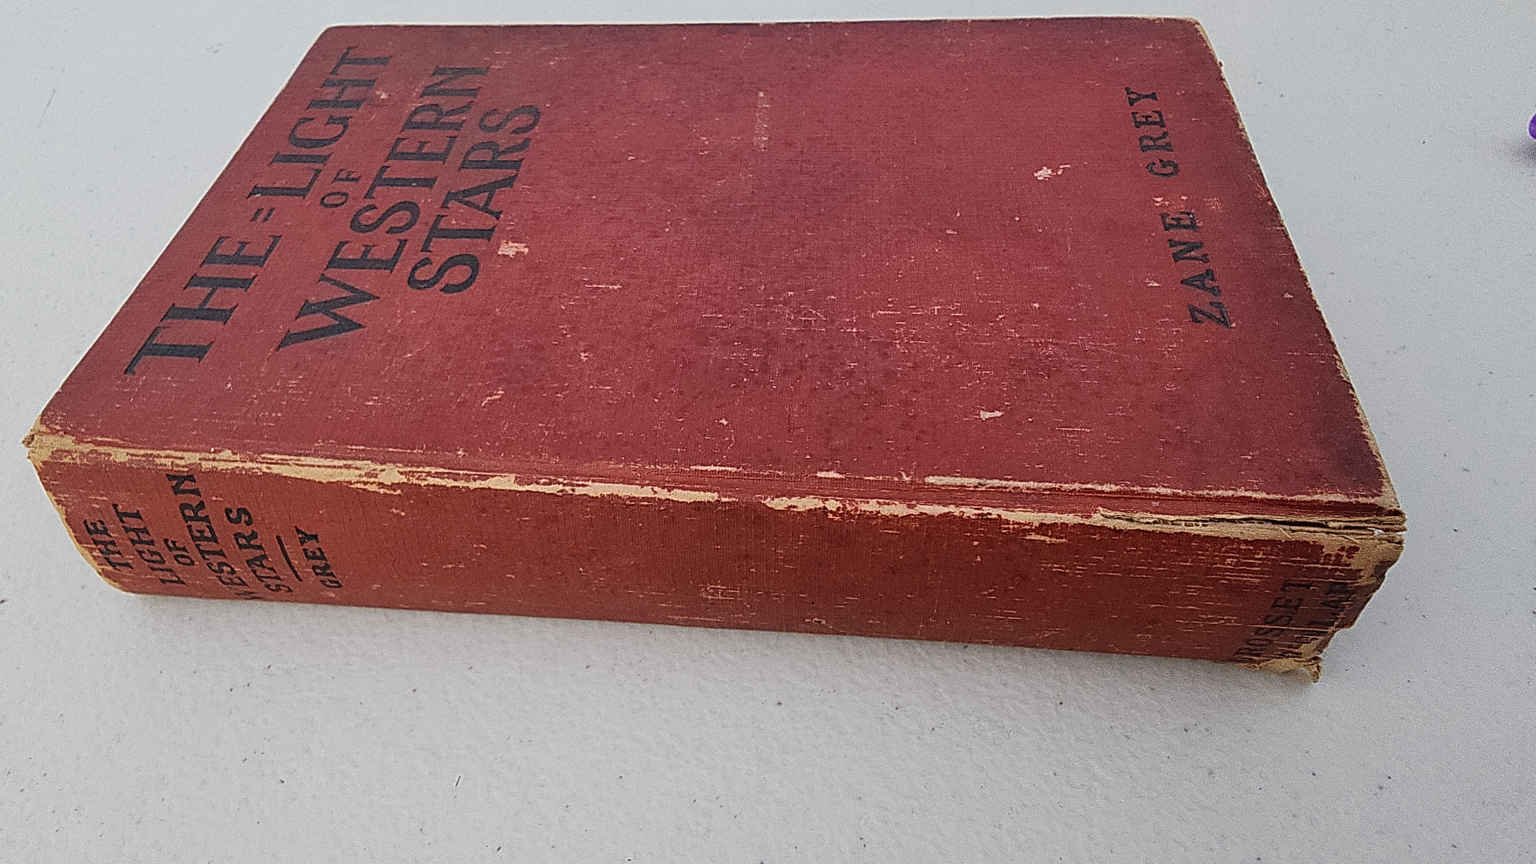 THE = LIGHT
OF
WESTERN
STARS
ZANE GREY
THE
LIGHT
OF
WESTERN
STARS
GREY